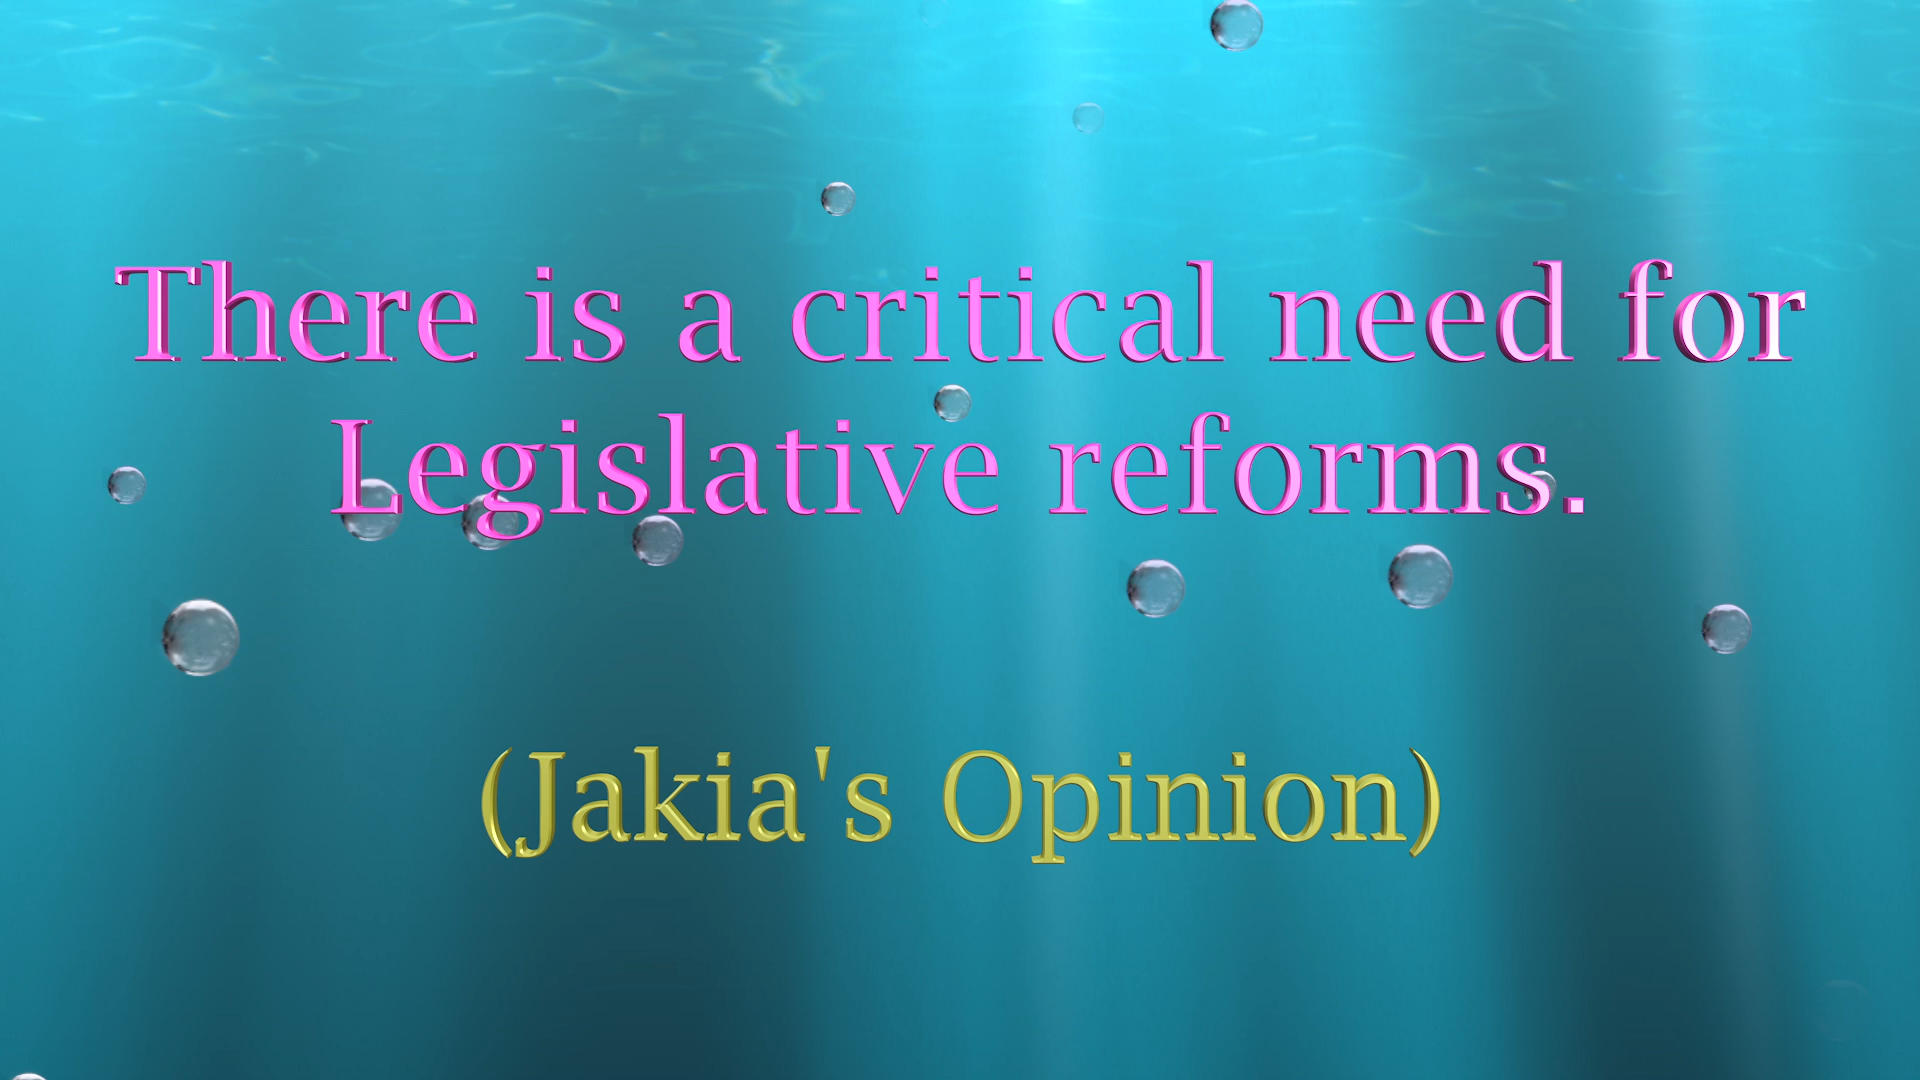 There is a critical need for
Legislative reforms.
(Jakia's Opinion)